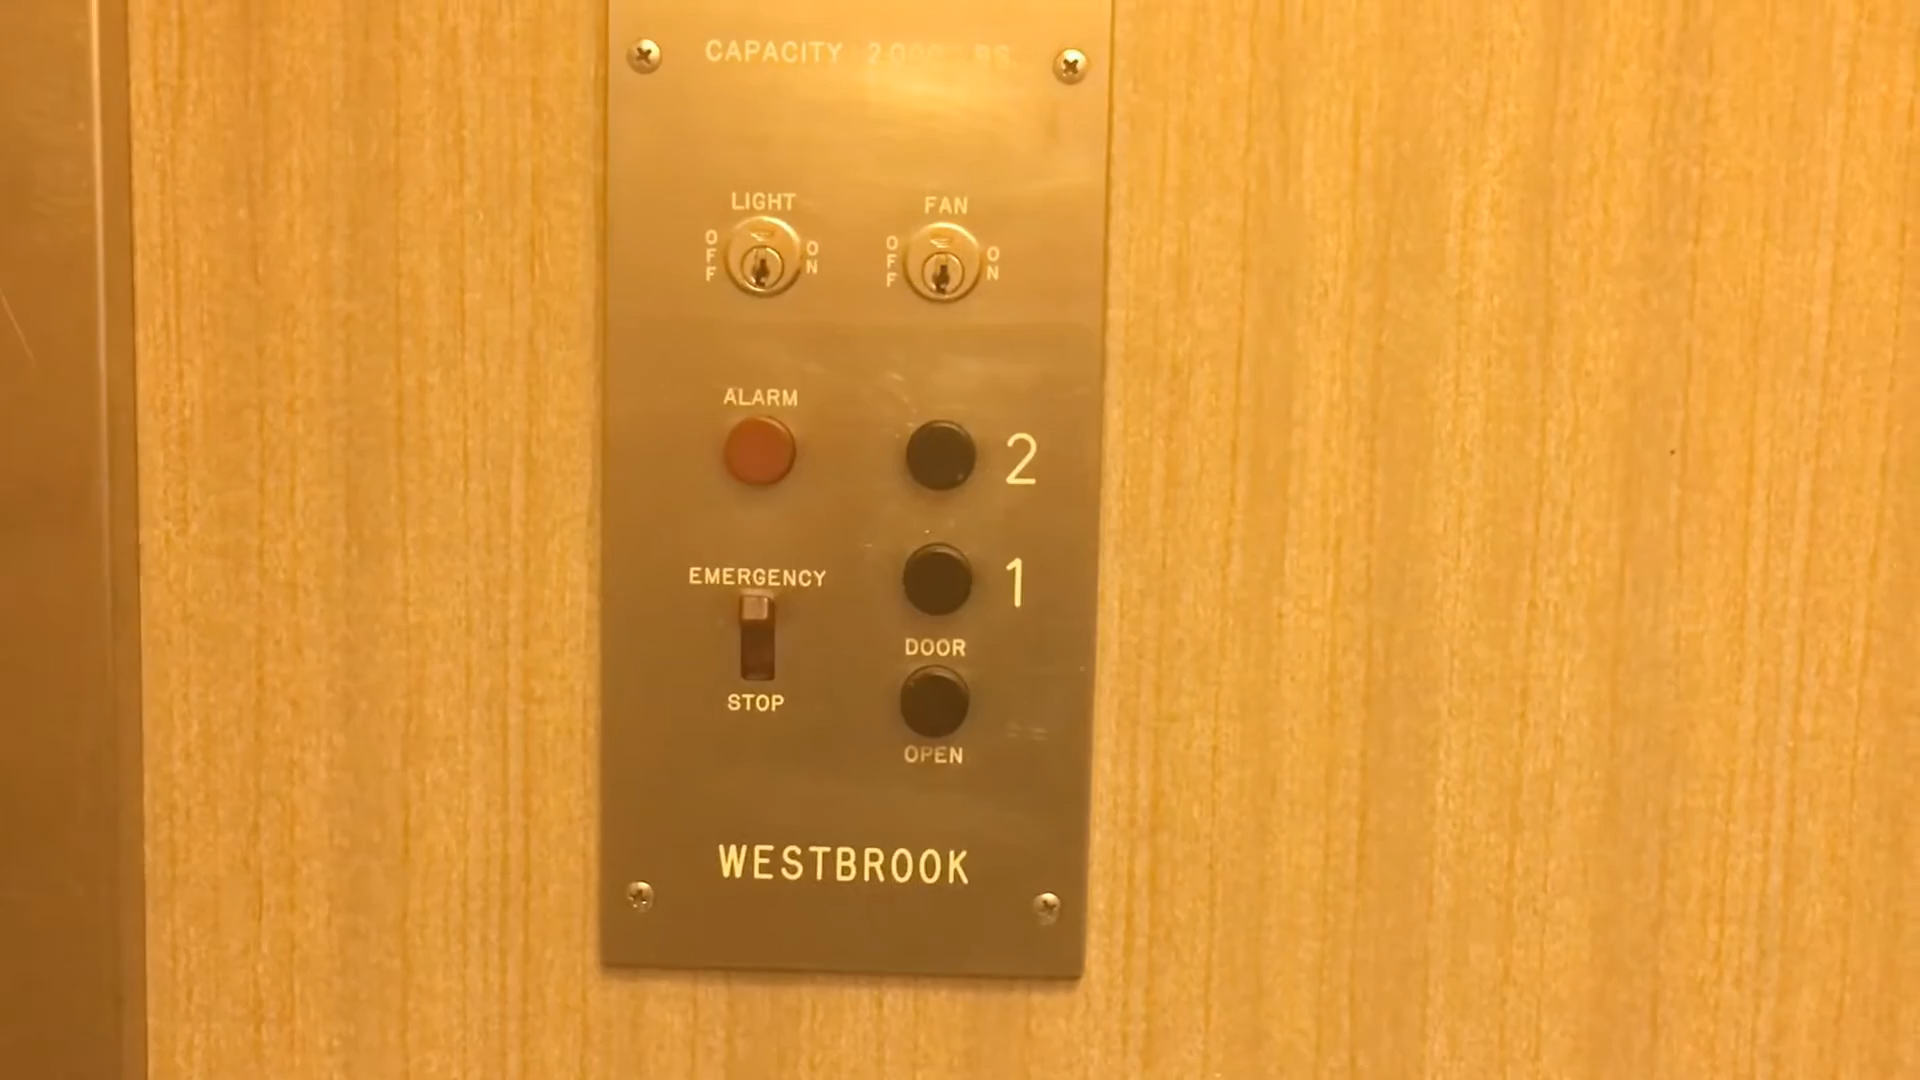 CAPACITY
LIGHT
OFF
ON
FAN
OFF
ON
ALARM
2
EMERGENCY
1
DOOR
STOP
OPEN
WESTBROOK